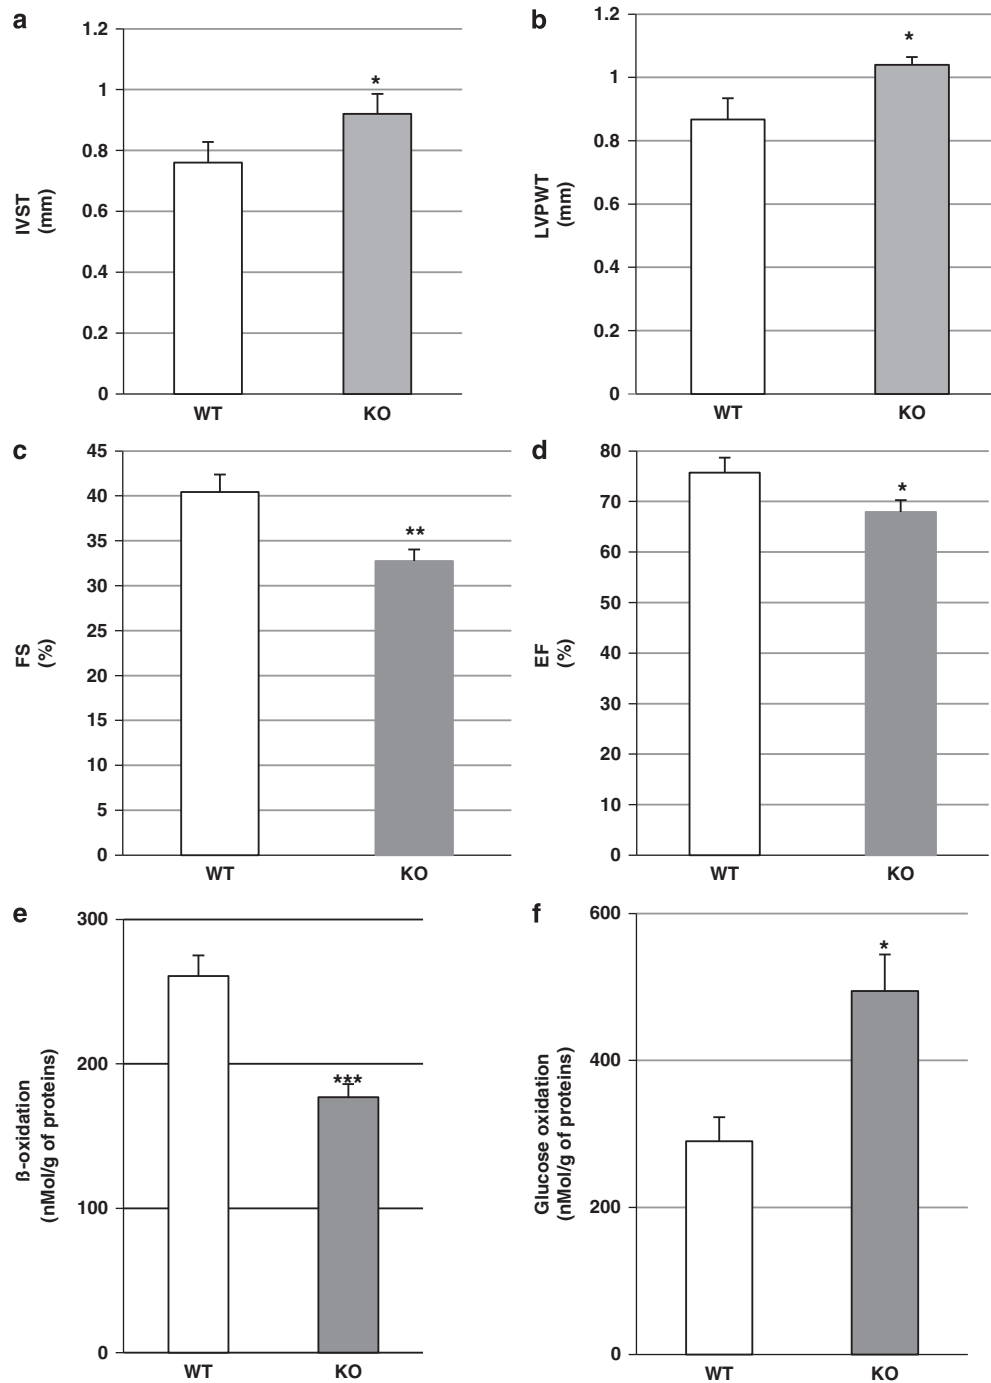 a
1.2
1
0.8
0.6
0.4
0.2
0
IVST
(mm)
*
WT
KO
b
1.2
1
0.8
0.6
0.4
0.2
0
LVPWT
(mm)
*
WT
KO
c
45
40
35
30
25
20
15
10
5
0
FS
(%)
**
WT
KO
d
80
70
60
50
40
30
20
10
0
EF
(%)
*
WT
KO
e
300
200
100
0
ß-oxidation
(nMol/g of proteins)
***
WT
KO
f
600
400
200
0
Glucose oxidation
(nMol/g of proteins)
*
WT
KO